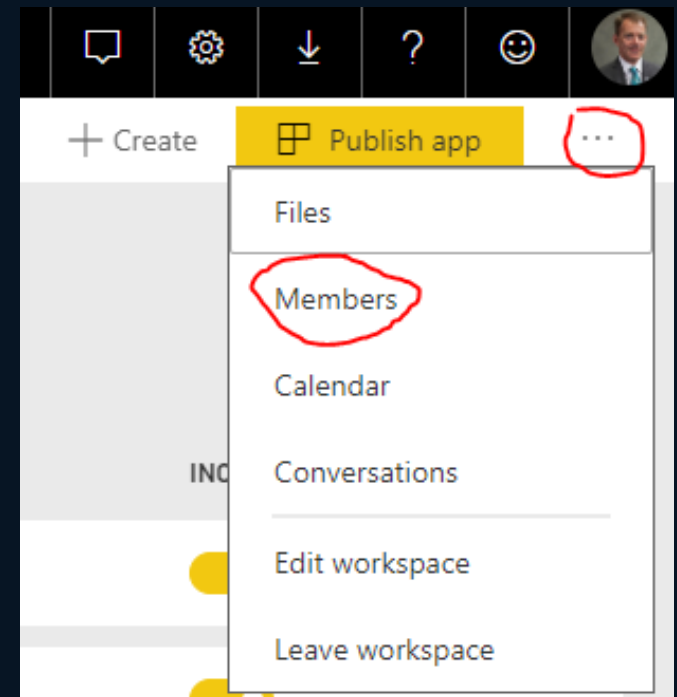 ?
+ Create Publish app ...
Files
Members
Calendar
INC
Conversations
Edit workspace
Leave workspace